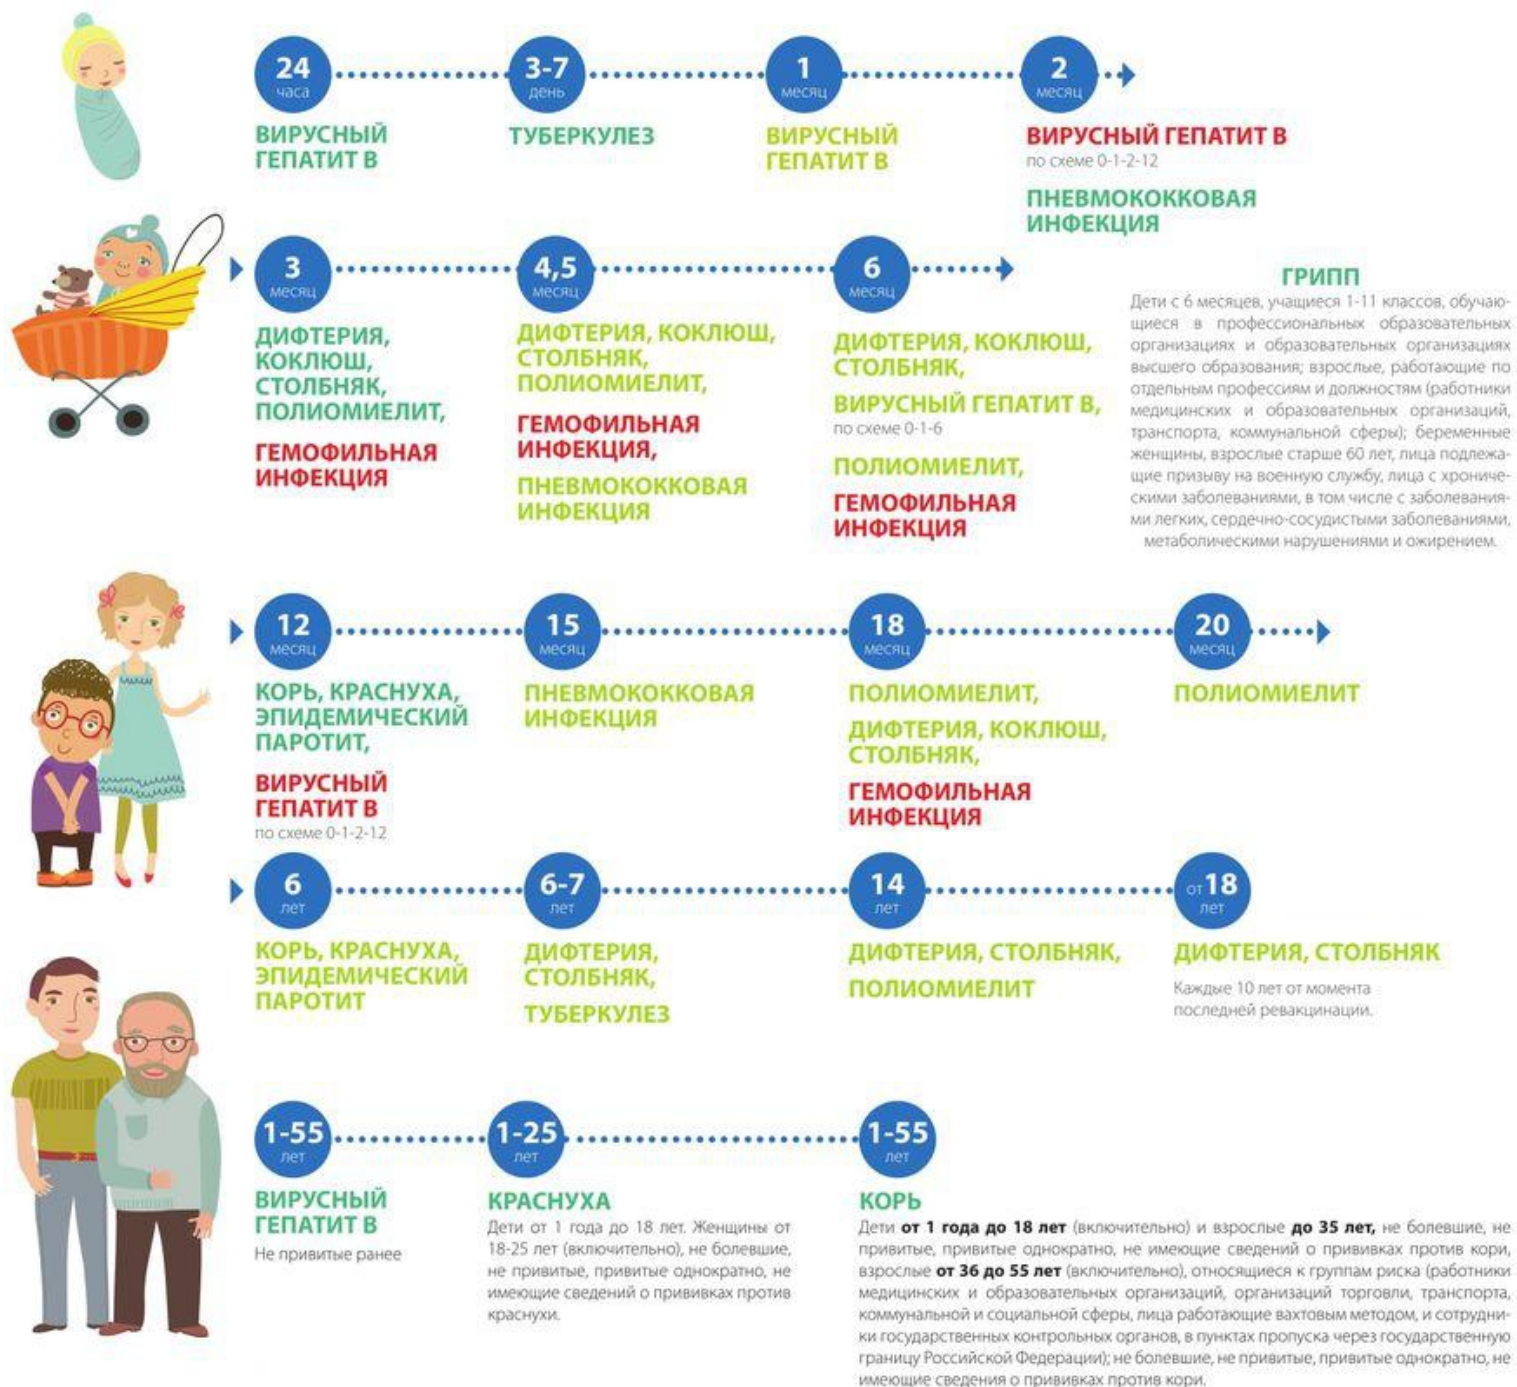 24
часа
ВИРУСНЫЙ
ГЕПАТИТ В
3-7
день
ТУБЕРКУЛЕЗ
1
месяц
ВИРУСНЫЙ
ГЕПАТИТ В
2
месяц
ВИРУСНЫЙ ГЕПАТИТ В
по схеме 0-1-2-12
ПНЕВМОКОККОВАЯ
ИНФЕКЦИЯ
3
месяц
ДИФТЕРИЯ,
КОКЛЮШ,
СТОЛБНЯК,
ПОЛИОМИЕЛИТ,
ГЕМОФИЛЬНАЯ
ИНФЕКЦИЯ
4,5
месяц
ДИФТЕРИЯ, КОКЛЮШ,
СТОЛБНЯК,
ПОЛИОМИЕЛИТ,
ГЕМОФИЛЬНАЯ
ИНФЕКЦИЯ,
ПНЕВМОКОККОВАЯ
ИНФЕКЦИЯ
6
месяц
ДИФТЕРИЯ, КОКЛЮШ,
СТОЛБНЯК,
ВИРУСНЫЙ ГЕПАТИТ В,
по схеме 0-1-6
ПОЛИОМИЕЛИТ,
ГЕМОФИЛЬНАЯ
ИНФЕКЦИЯ
ГРИПП
Дети с 6 месяцев, учащиеся 1-11 классов, обучаю-
щиеся в профессиональных образовательных
организациях и образовательных организациях
высшего образования; взрослые, работающие по
отдельным профессиям и должностям (работники
медицинских и образовательных организаций,
транспорта, коммунальной сферы); беременные
женщины, взрослые старше 60 лет, лица подлежа-
щие призыву на военную службу, лица с хрониче-
скими заболеваниями, в том числе с заболевания-
ми легких, сердечно-сосудистыми заболеваниями,
метаболическими нарушениями и ожирением.
12
месяц
КОРЬ, КРАСНУХА,
ЭПИДЕМИЧЕСКИЙ
ПАРОТИТ,
ВИРУСНЫЙ
ГЕПАТИТ В
по схеме 0-1-2-12
15
месяц
ПНЕВМОКОККОВАЯ
ИНФЕКЦИЯ
18
месяц
ПОЛИОМИЕЛИТ,
ДИФТЕРИЯ, КОКЛЮШ,
СТОЛБНЯК,
ГЕМОФИЛЬНАЯ
ИНФЕКЦИЯ
20
месяц
ПОЛИОМИЕЛИТ
6
лет
КОРЬ, КРАСНУХА,
ЭПИДЕМИЧЕСКИЙ
ПАРОТИТ
6-7
лет
ДИФТЕРИЯ,
СТОЛБНЯК,
ТУБЕРКУЛЕЗ
14
лет
ДИФТЕРИЯ, СТОЛБНЯК,
ПОЛИОМИЕЛИТ
от 18
лет
ДИФТЕРИЯ, СТОЛБНЯК
Каждые 10 лет от момента
последней ревакцинации.
1-55
лет
ВИРУСНЫЙ
ГЕПАТИТ В
Не привитые ранее
1-25
лет
КРАСНУХА
Дети от 1 года до 18 лет. Женщины от
18-25 лет (включительно), не болевшие,
не привитые, привитые однократно, не
имеющие сведений о прививках против
краснухи.
1-55
лет
КОРЬ
Дети от 1 года до 18 лет (включительно) и взрослые до 35 лет, не болевшие, не
привитые, привитые однократно, не имеющие сведений о прививках против кори,
взрослые от 36 до 55 лет (включительно), относящиеся к группам риска (работники
медицинских и образовательных организаций, организаций торговли, транспорта,
коммунальной и социальной сферы, лица работающие вахтовым методом, и сотрудни-
ки государственных контрольных органов, в пунктах пропуска через государственную
границу Российской Федерации); не болевшие, не привитые, привитые однократно, не
имеющие сведения о прививках против кори.